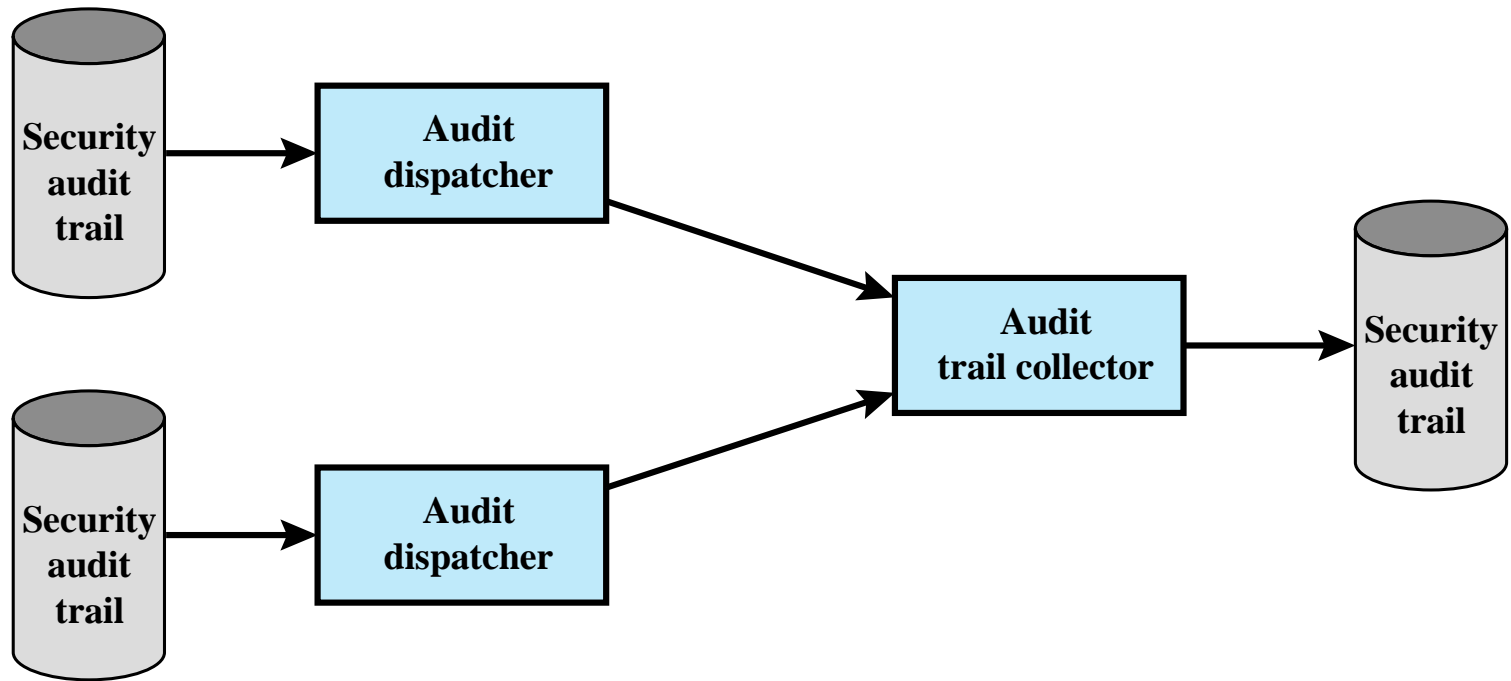 Security
audit
trail
Audit
dispatcher
Audit
trail collector
Security
audit
trail
Security
audit
trail
Audit
dispatcher